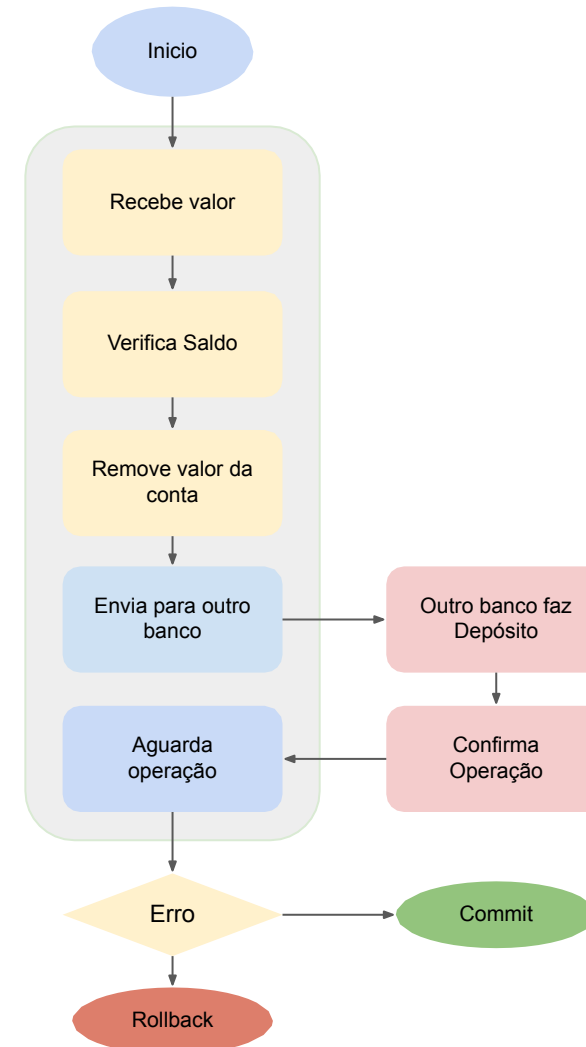 Inicio
Recebe valor
Verifica Saldo
Remove valor da
conta
Envia para outro
banco
Outro banco faz
Depósito
Aguarda
operação
Confirma
Operação
Erro
Commit
Rollback